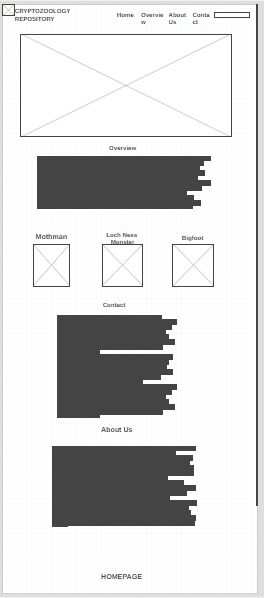 CRYPTOZOOLOGY
REPOSITORY
Home Overvie About Conta
w Us ct
Overview
Mothman Loch Ness Bigfoot
Monster
Contact
About Us
HOMEPAGE